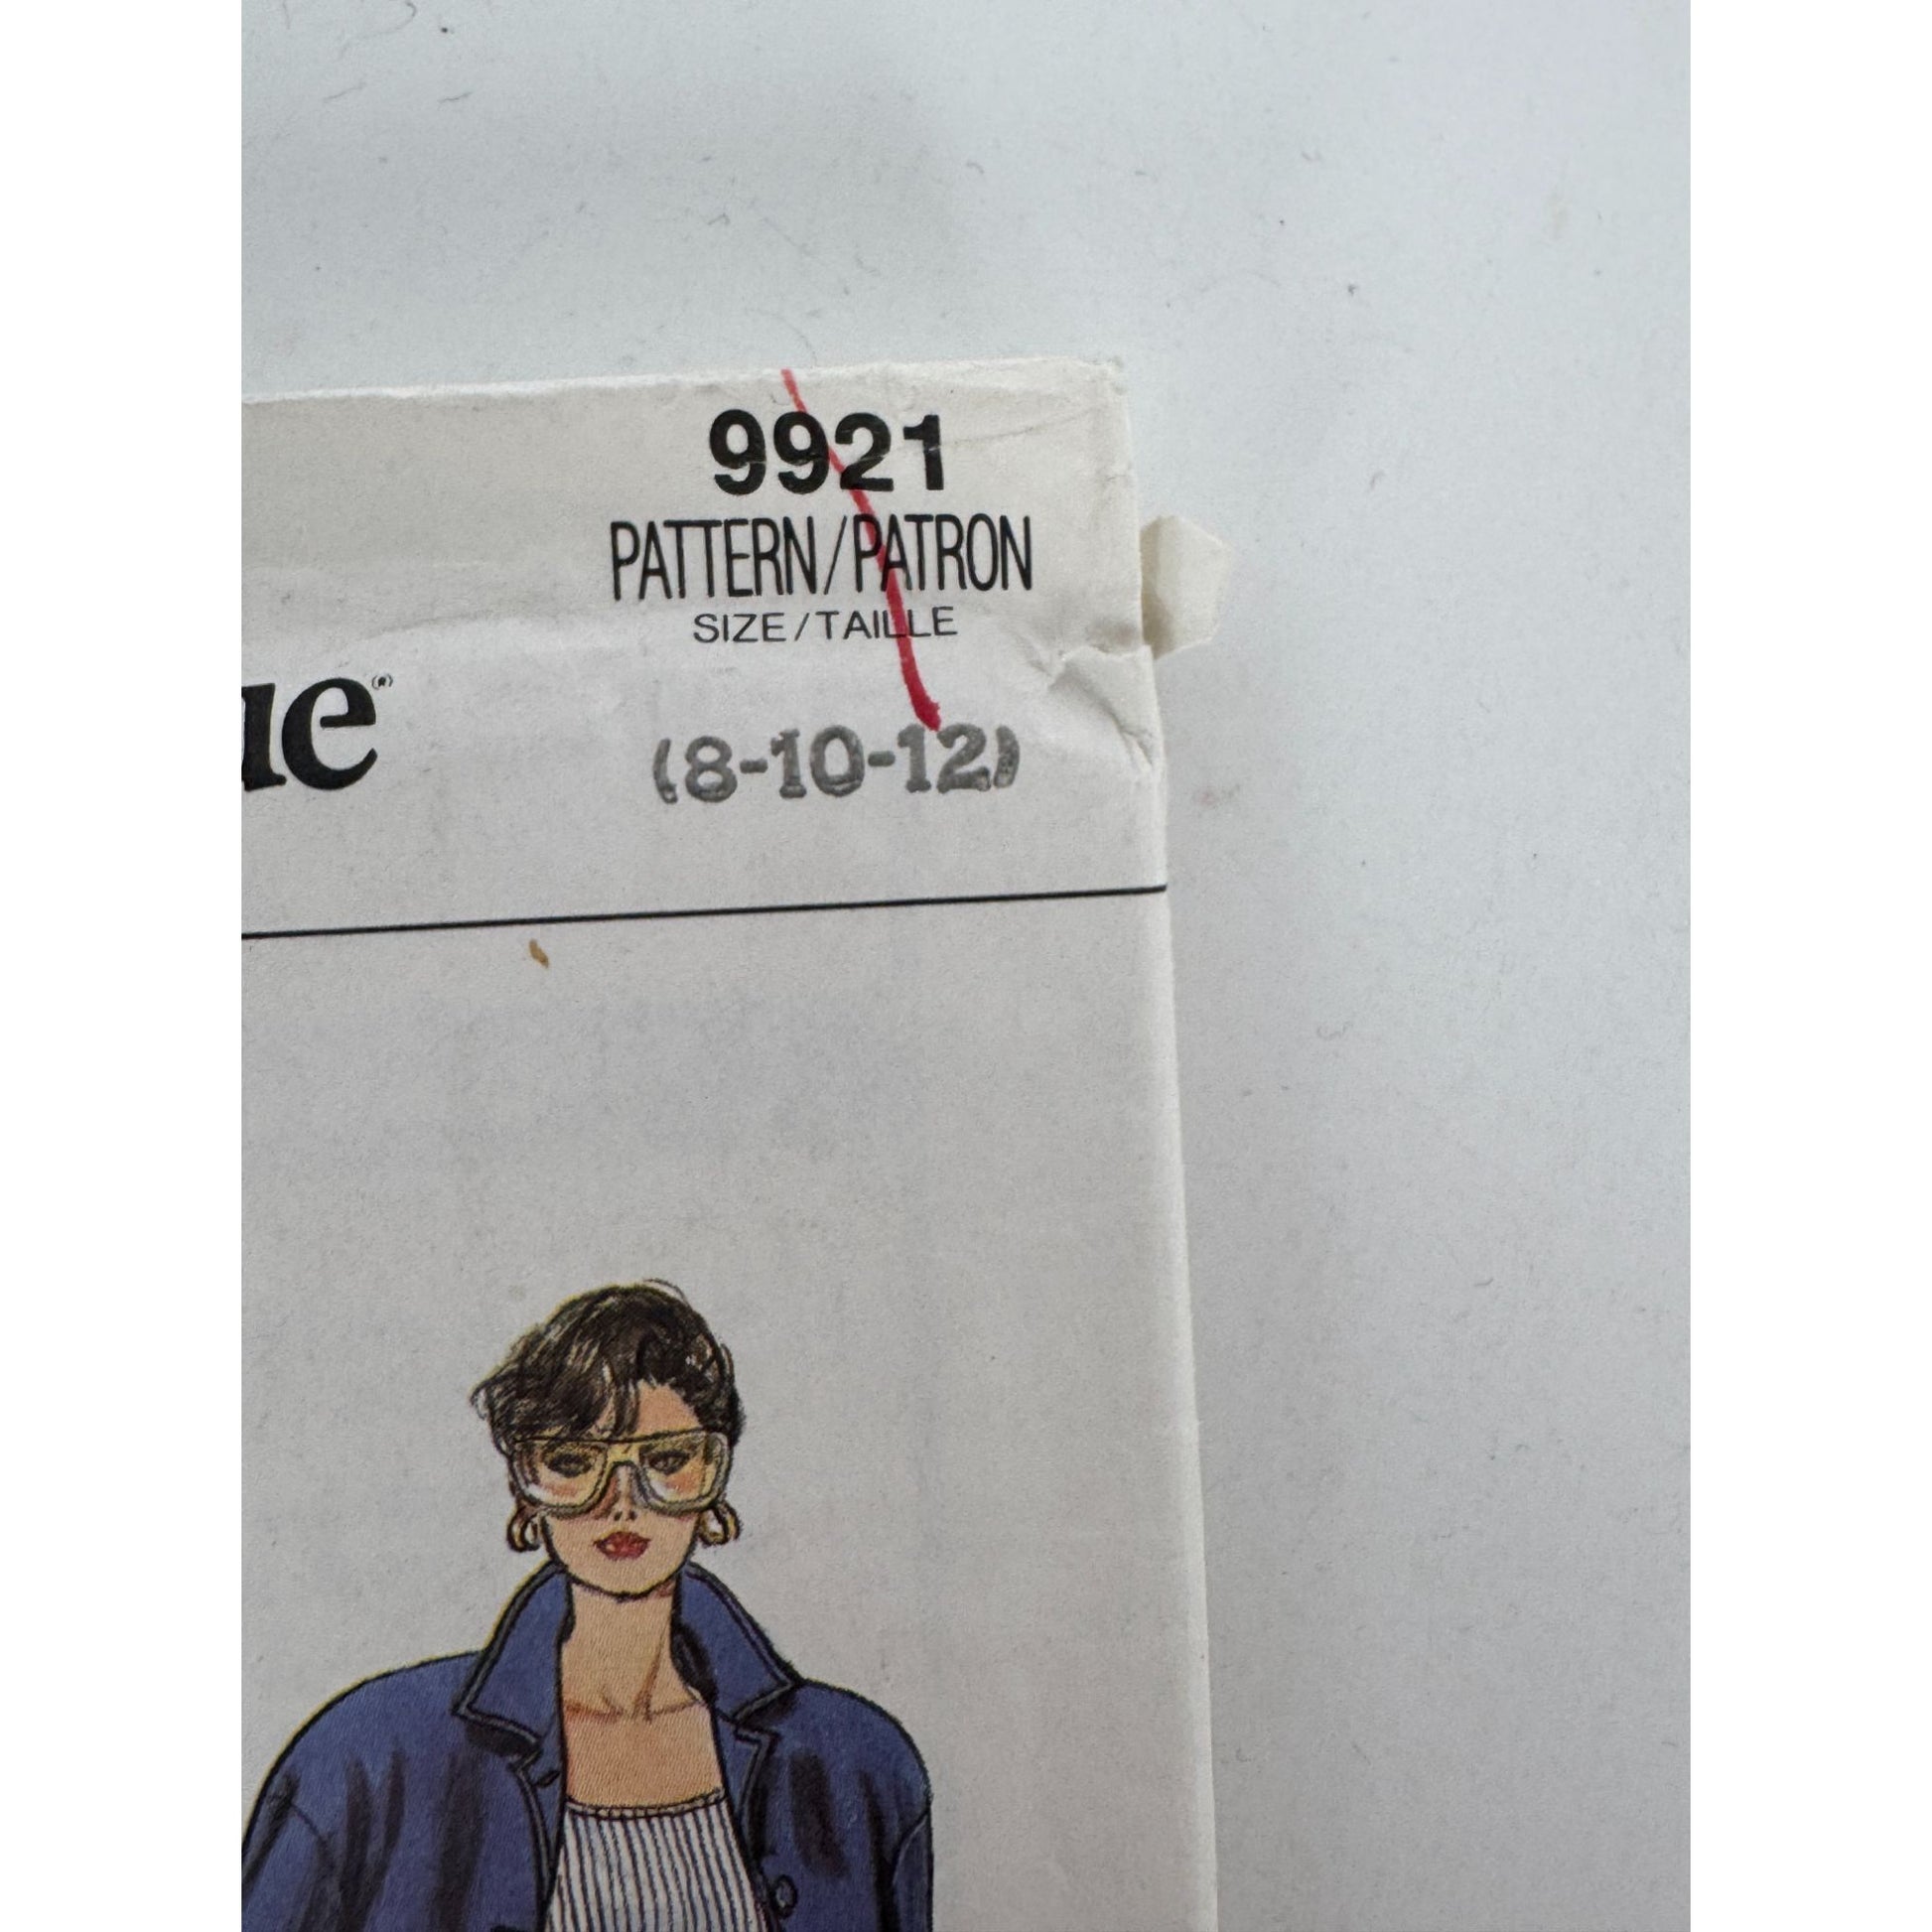 9921
PATTERN/PATRON
SIZE/TAILLE
ue®
(8-10-12)